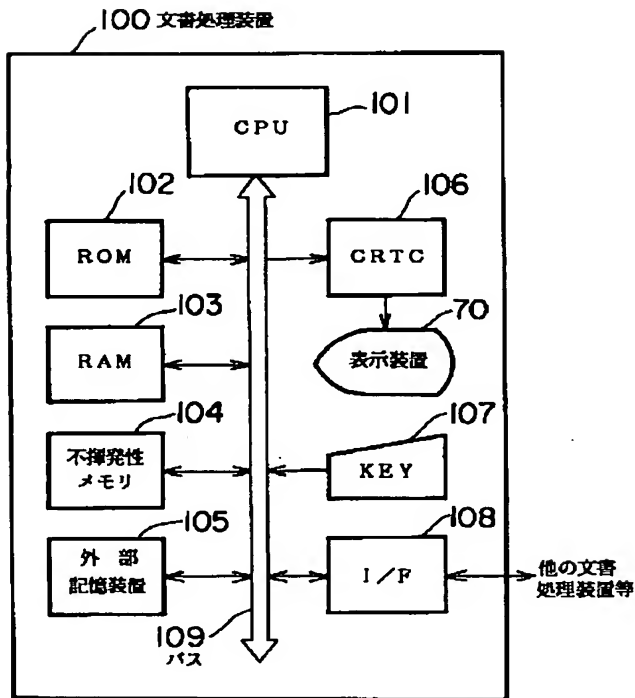 100 文書処理装置
101
CPU
102
ROM
106
CRTC
103
RAM
70
表示装置
104
不揮発性
メモリ
107
KEY
105
外部
記憶装置
108
I/F
他の文書
処理装置等
109
バス